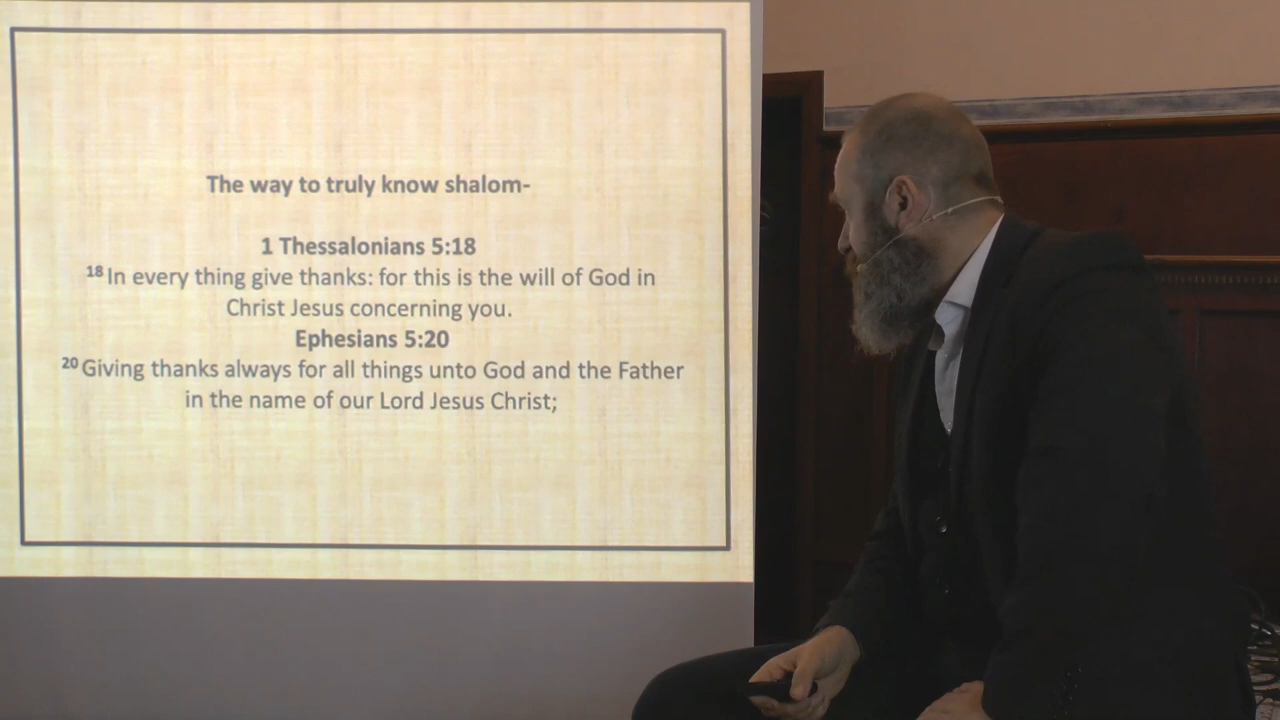 The way to truly know shalom-
1 Thessalonians 5:18
18 In every thing give thanks: for this is the will of God in
Christ Jesus concerning you.
Ephesians 5:20
20 Giving thanks always for all things unto God and the Father
in the name of our Lord Jesus Christ;